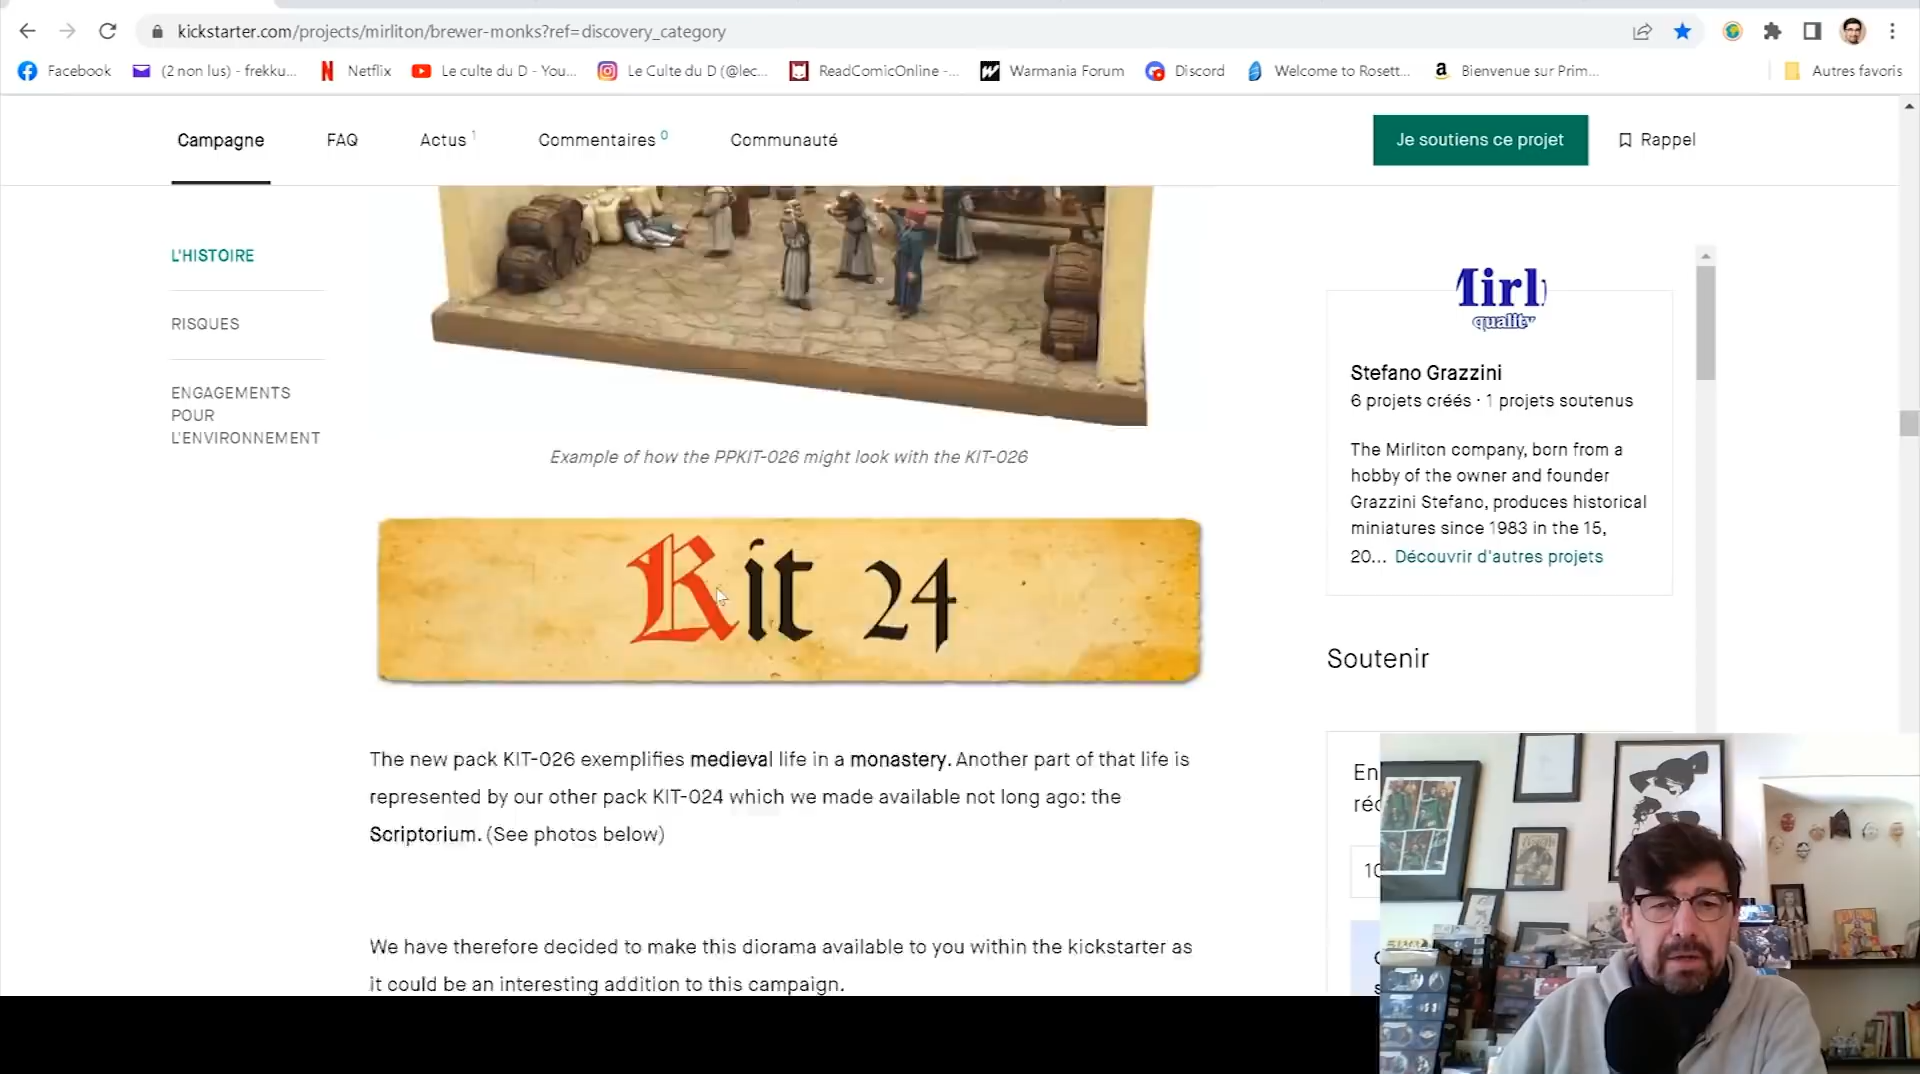 kickstarter.com/projects/mirliton/brewer-monks?ref=discovery_category
Facebook
(2 non lus) - frekku...
Netflix
Le culte du D - You...
Le Culte du D (@lec...
ReadComicOnline -...
Warmania Forum
Discord
Welcome to Rosett...
Bienvenue sur Prim...
Autres favoris
Campagne
FAQ
Actus 1
Commentaires 0
Communauté
Je soutiens ce projet
Rappel
L'HISTOIRE
RISQUES
ENGAGEMENTS
POUR
L'ENVIRONNEMENT
Example of how the PPKIT-026 might look with the KIT-026
Kit 24
The new pack KIT-026 exemplifies medieval life in a monastery. Another part of that life is
represented by our other pack KIT-024 which we made available not long ago: the
Scriptorium. (See photos below)
We have therefore decided to make this diorama available to you within the kickstarter as
it could be an interesting addition to this campaign.
quality
Stefano Grazzini
6 projets créés · 1 projets soutenus
The Mirliton company, born from a
hobby of the owner and founder
Grazzini Stefano, produces historical
miniatures since 1983 in the 15,
20... Découvrir d'autres projets
Soutenir
En
réc
10